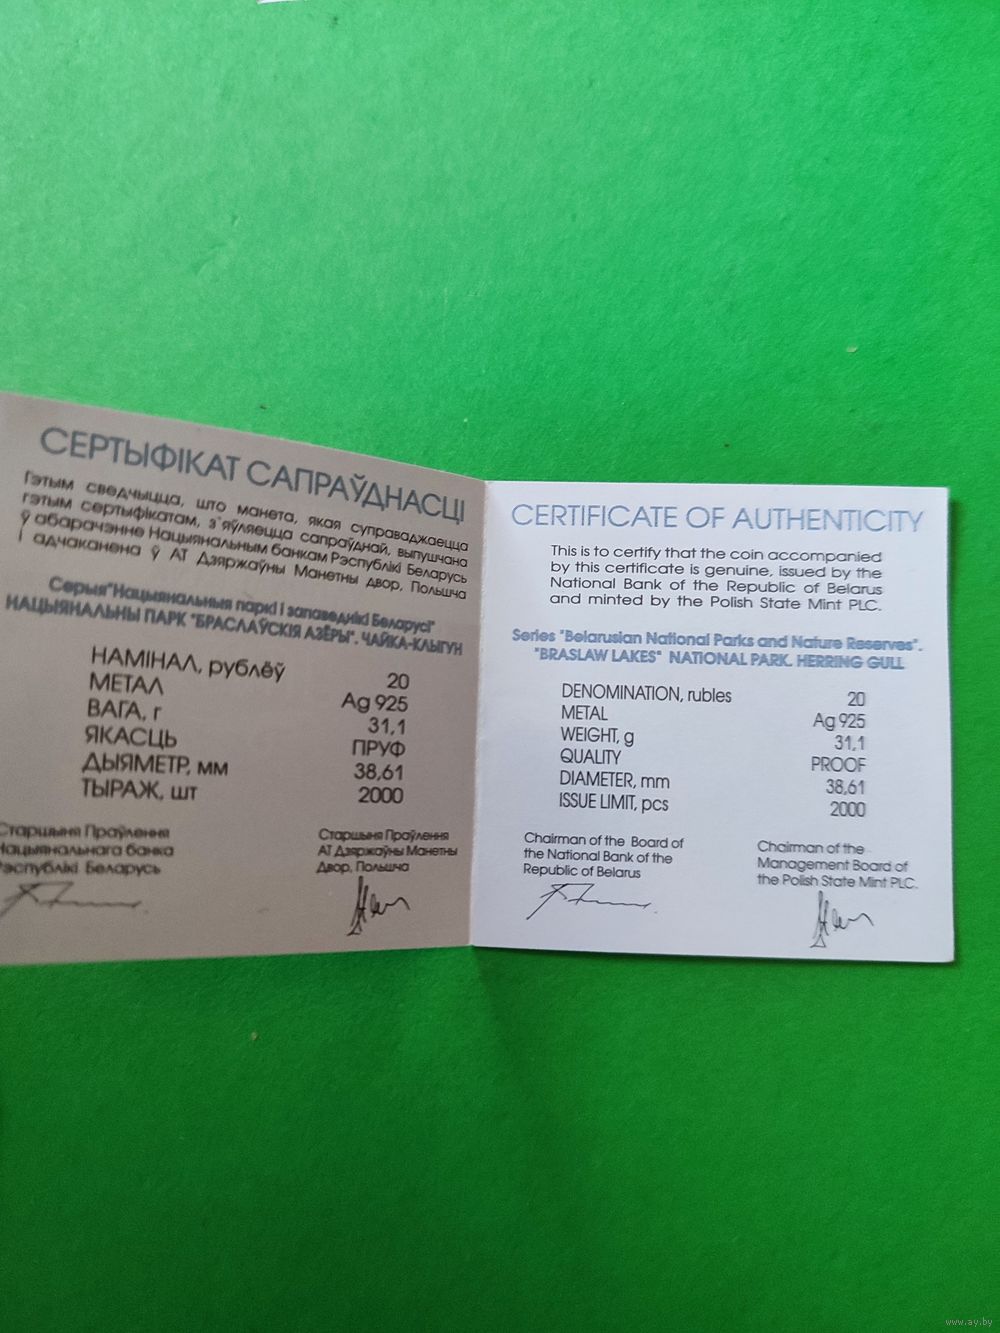 СЕРТЫФІКАТ САПРАЎДНАСЦІ
Гэтым сведчыцца, што манета, якая суправаджаецца
гэтым сертыфікатам, з'яўляецца сапраўднай, выпушчана
ў абарачэнне Нацыянальным банкам Рэспублікі Беларусь
і адчаканена ў АТ Дзяржаўны Манетны двор, Польшча
Серыя"Нацыянальныя паркі і запаведнікі Беларусі"
НАЦЫЯНАЛЬНЫ ПАРК "БРАСЛАЎСКІЯ АЗЁРЫ". ЧАЙКА-КЛЫГУН
НАМІНАЛ, рублёў 20
МЕТАЛ Ag 925
ВАГА, г 31,1
ЯКАСЦЬ ПРУФ
ДЫЯМЕТР, мм 38,61
ТЫРАЖ, шт 2000
Старшыня Праўлення
Нацыянальнага банка
Рэспублікі Беларусь
Старшыня Праўлення
АТ Дзяржаўны Манетны
Двор, Польшча
CERTIFICATE OF AUTHENTICITY
This is to certify that the coin accompanied
by this certificate is genuine, issued by the
National Bank of the Republic of Belarus
and minted by the Polish State Mint PLC.
Series "Belarusian National Parks and Nature Reserves".
"BRASLAW LAKES" NATIONAL PARK. HERRING GULL
DENOMINATION, rubles 20
METAL Ag 925
WEIGHT, g 31,1
QUALITY PROOF
DIAMETER, mm 38,61
ISSUE LIMIT, pcs 2000
Chairman of the Board of
the National Bank of the
Republic of Belarus
Chairman of the
Management Board of
the Polish State Mint PLC.
www.ay.by